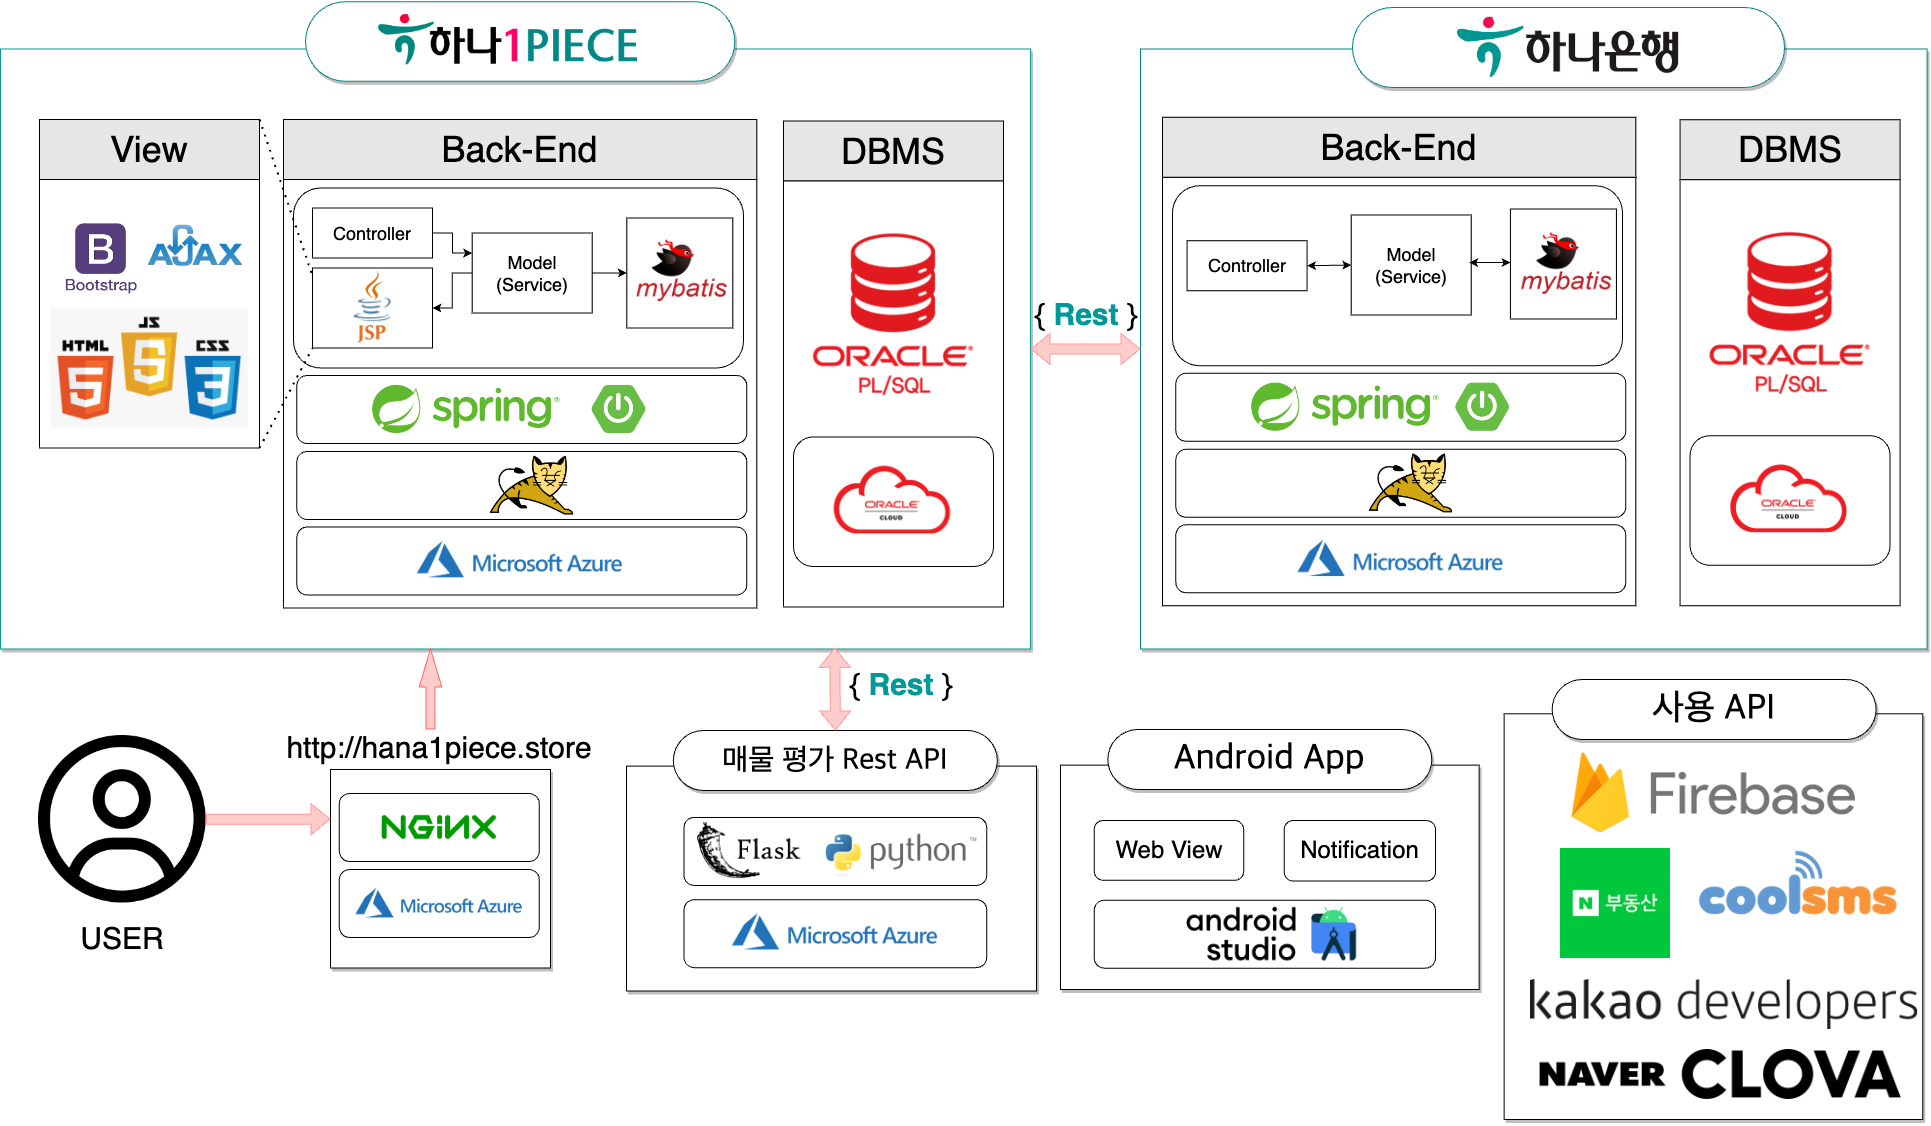 하나1PIECE
하나은행
View
Back-End
DBMS
Back-End
DBMS
B
Bootstrap
AJAX
HTML
JS
CSS
5
5
3
Controller
JSP
Model
(Service)
mybatis
spring
Microsoft Azure
ORACLE
PL/SQL
ORACLE
CLOUD
{ Rest }
Controller
Model
(Service)
mybatis
spring
Microsoft Azure
ORACLE
PL/SQL
ORACLE
CLOUD
{ Rest }
http://hana1piece.store
USER
NGINX
Microsoft Azure
매물 평가 Rest API
Flask
python™
Microsoft Azure
Android App
Web View
Notification
android
studio
사용 API
Firebase
N 부동산
coolsms
kakao developers
NAVER CLOVA